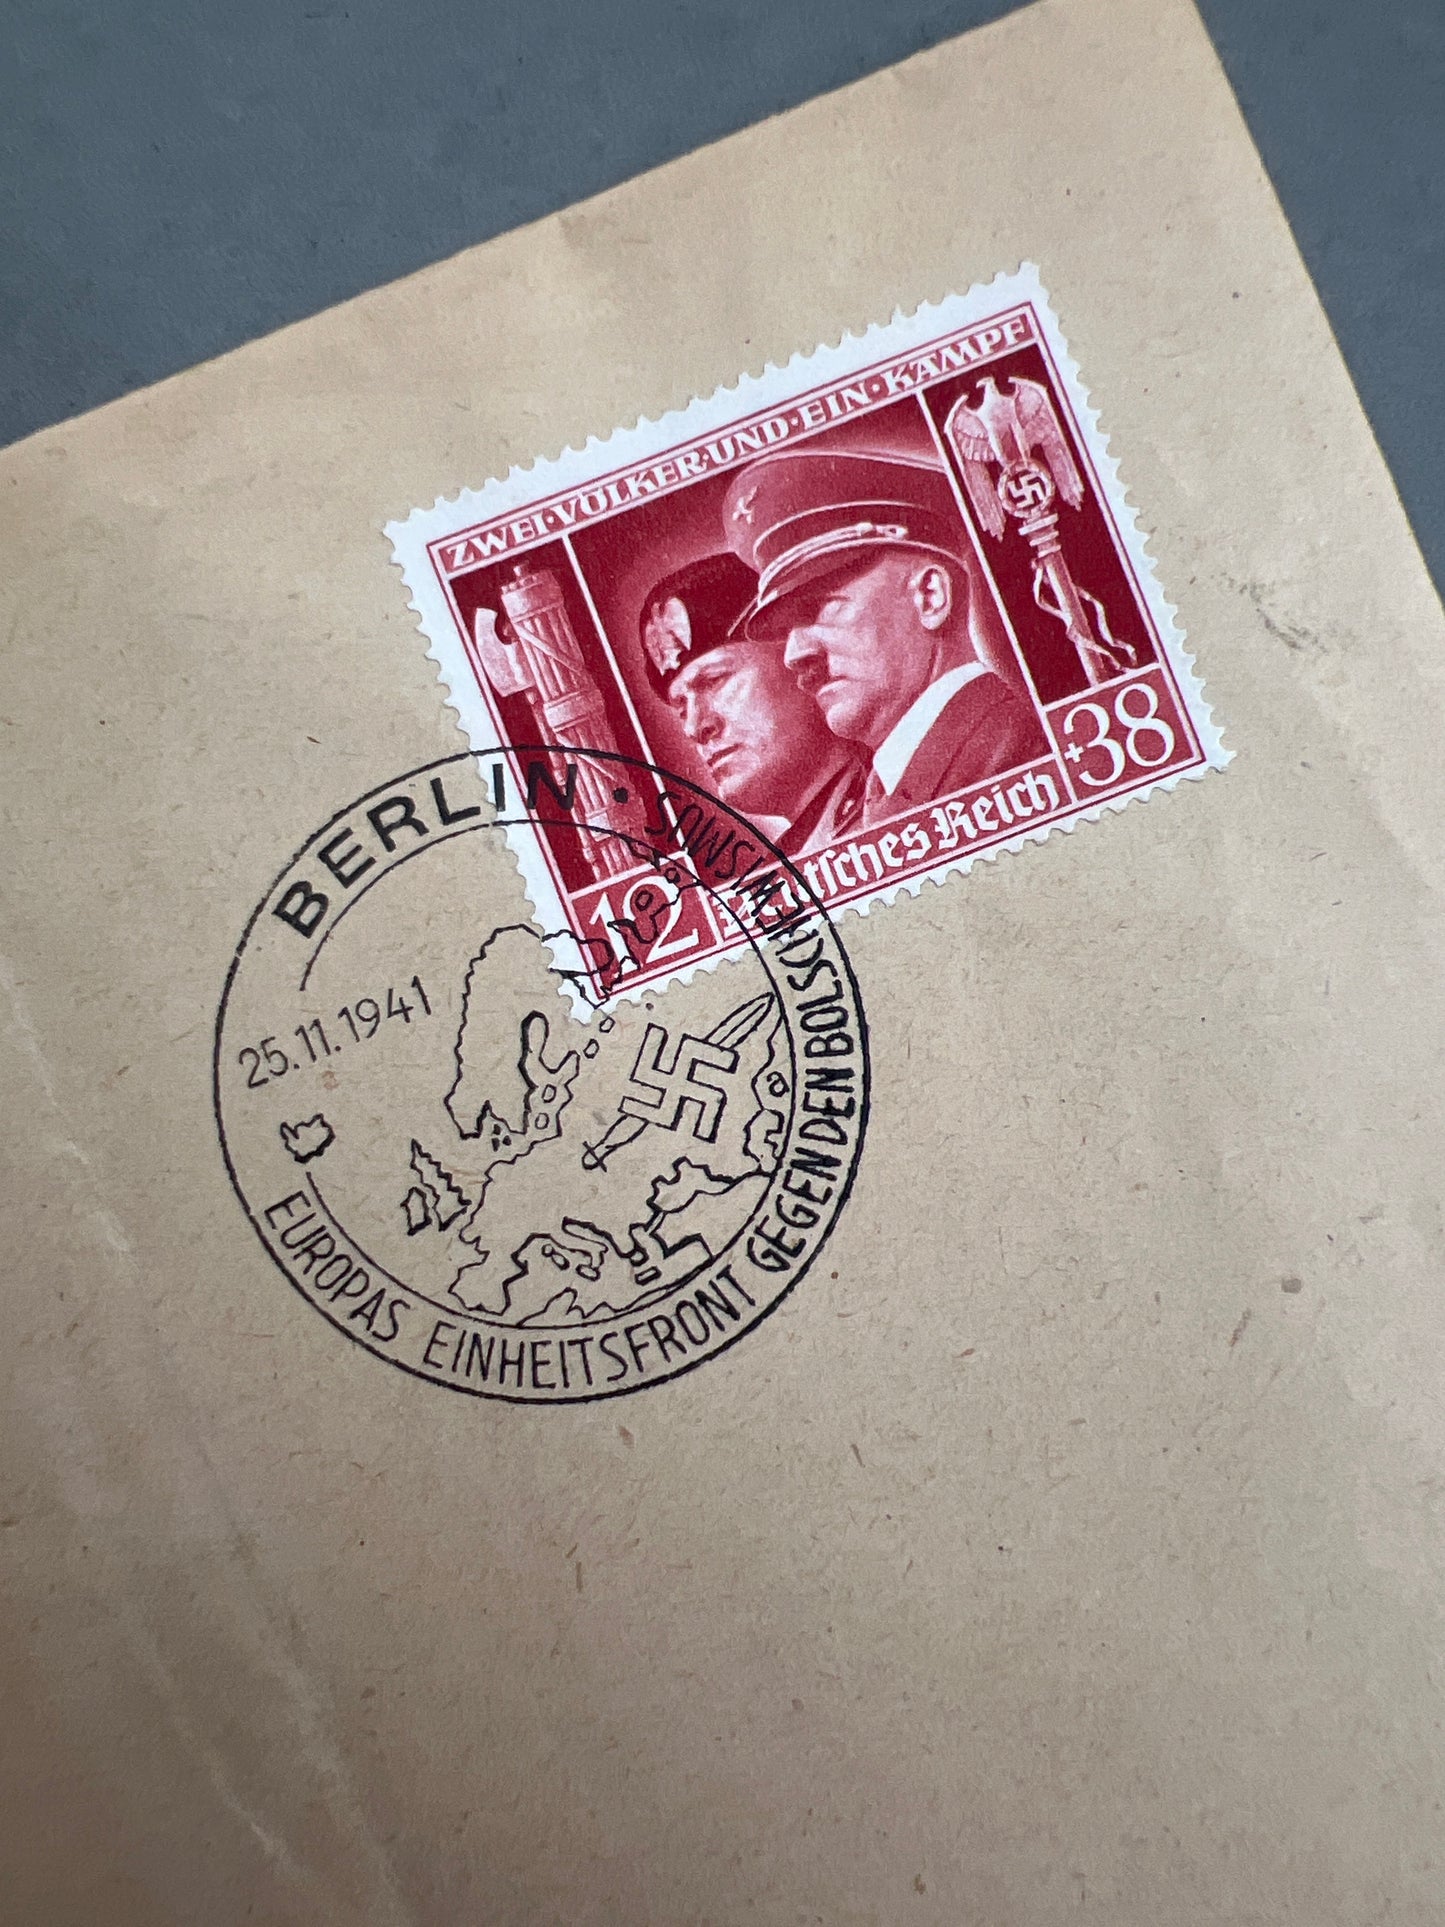 ZWEI·VÖLKER·UND·EIN·KAMPF
12
Deutsches Reich
+38
BERLIN ·
25.11.1941
EUROPAS EINHEITSFRONT GEGEN DEN BOLSCHEWISMUS
a